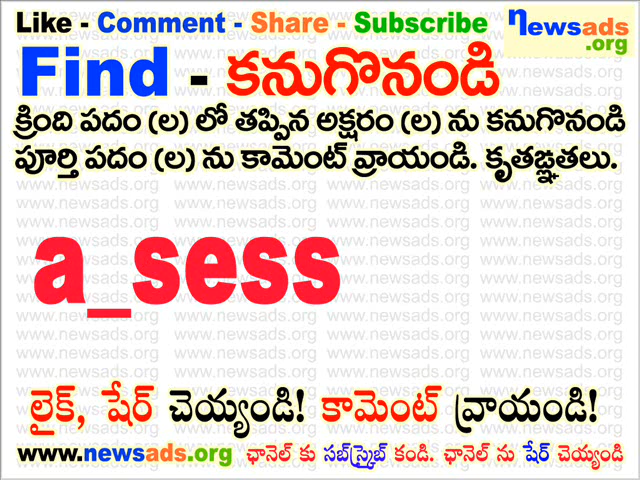 Like - Comment - Share - Subscribe
newsads
.org
Find - కనుగొనండి
క్రింది పదం (ల) లో తప్పిన అక్షరం (ల) ను కనుగొనండి
పూర్తి పదం (ల) ను కామెంట్ వ్రాయండి. కృతఙ్ఞతలు.
a_sess
లైక్, షేర్ చెయ్యండి! కామెంట్ వ్రాయండి!
www.newsads.org ఛానెల్ కు సబ్‌స్క్రైబ్ కండి. ఛానెల్ ను షేర్ చెయ్యండి